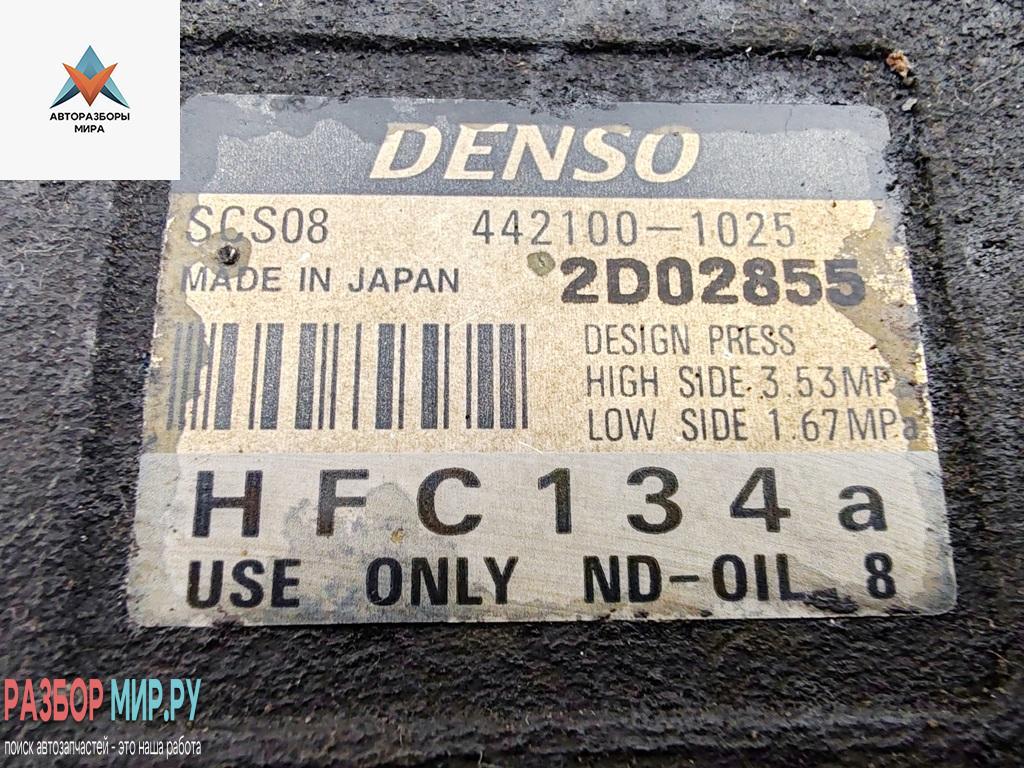 АВТОРАЗБОРЫ
МИРА
DENSO
SCS08 442100-1025
MADE IN JAPAN 2D02855
DESIGN PRESS
HIGH SIDE 3.53MP
LOW SIDE 1.67MPa
HFC134a
USE ONLY ND-OIL 8
РАЗБОР МИР.РУ
поиск автозапчастей - это наша работа